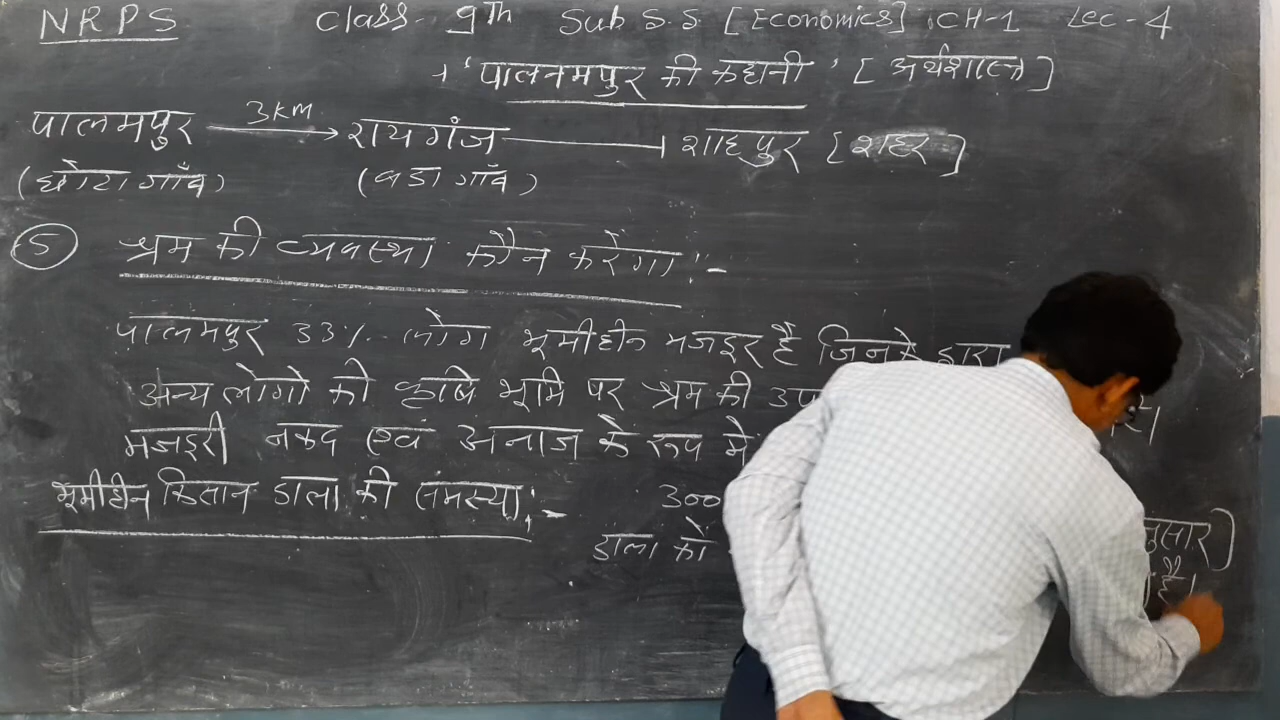 NRPS Class - 9th Sub S.S [Economics] CH-1 Lec-4
→ 'पालनमपुर की कहानी' [अर्थशास्त्र]
पालमपुर 3km रायगंज शाहपुर [शहर]
(छोटा गाँव) (बडा गाँव)
5 श्रम की व्यवस्था कौन करेगा :-
पालमपुर 33% लोग भूमीहीन मजदूर है जिनके द्वारा
अन्य लोगो की कृषि भूमि पर श्रम की
मजदूरी नकद एवं अनाज के रूप मे
भूमीहीन किसान डाला की समस्या :- 300
डाला को नुसार]
है।